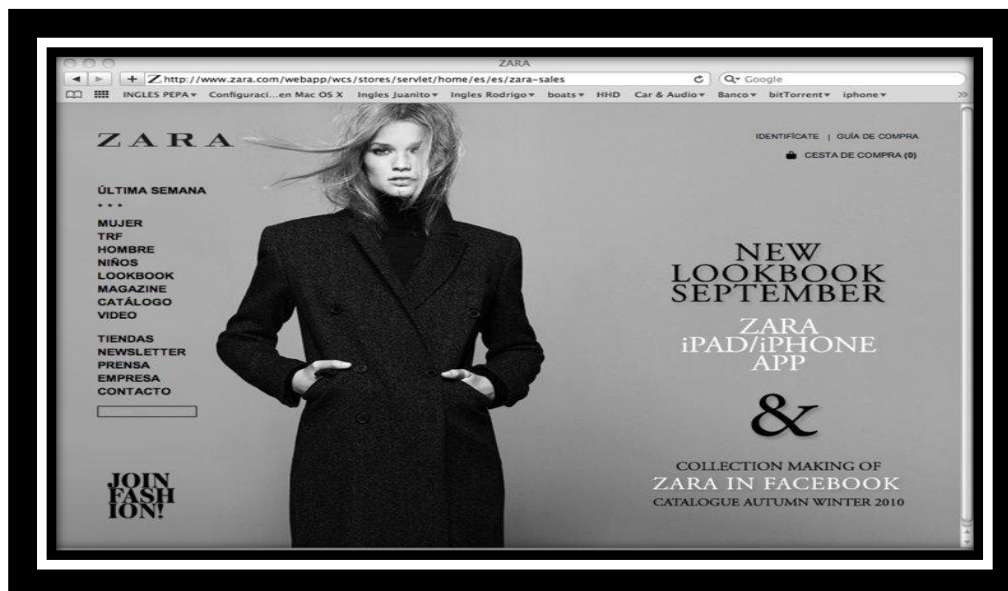 ZARA
http://www.zara.com/webapp/wcs/stores/servlet/home/es/es/zara-sales
Google
INGLES PEPA Configuraci...en Mac OS X Ingles Juanito Ingles Rodrigo boats HHD Car & Audio Banco bitTorrent iphone
ZARA
IDENTIFÍCATE | GUÍA DE COMPRA
CESTA DE COMPRA (0)
ÚLTIMA SEMANA
MUJER
TRF
HOMBRE
NIÑOS
LOOKBOOK
MAGAZINE
CATÁLOGO
VIDEO
TIENDAS
NEWSLETTER
PRENSA
EMPRESA
CONTACTO
JOIN
FASH
ION!
NEW
LOOKBOOK
SEPTEMBER
ZARA
iPAD/iPHONE
APP
&
COLLECTION MAKING OF
ZARA IN FACEBOOK
CATALOGUE AUTUMN WINTER 2010